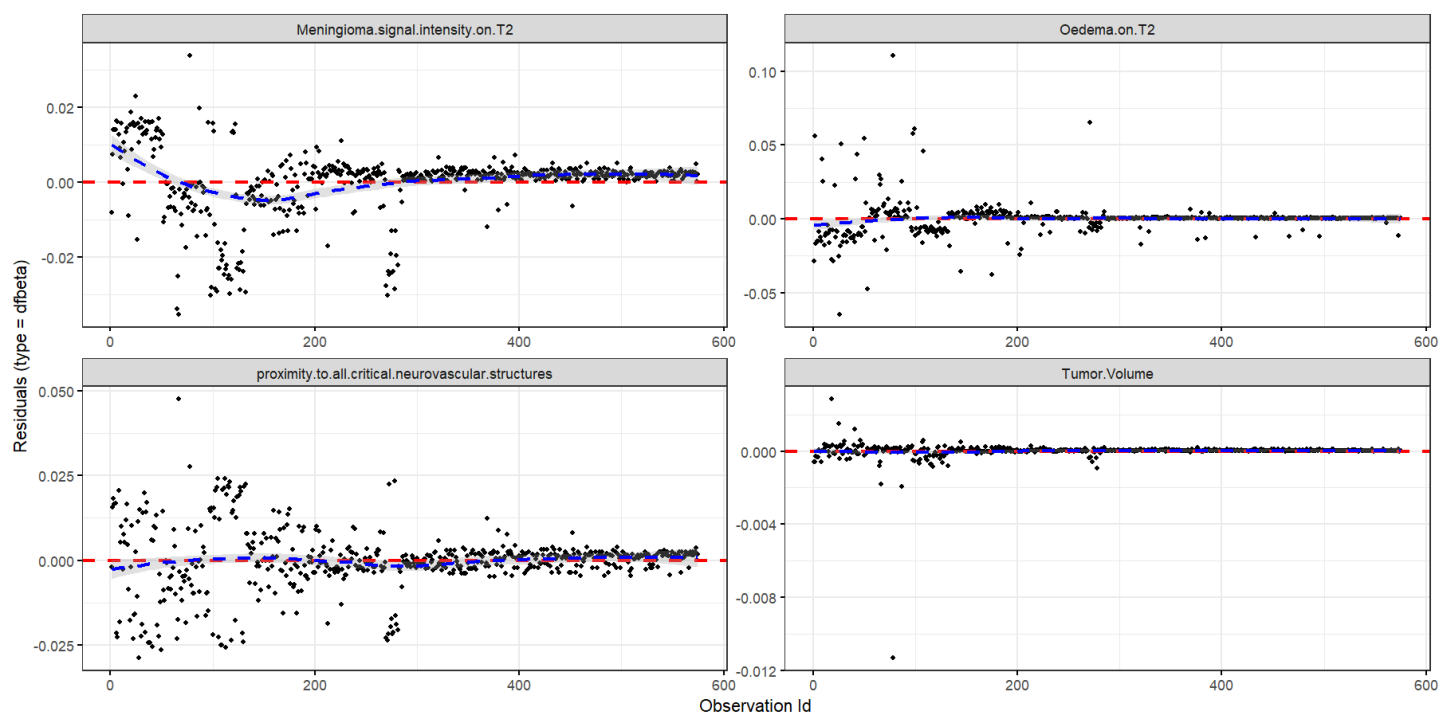 Meningioma.signal.intensity.on.T2
Oedema.on.T2
0.02
0.00
-0.02
0.10
0.05
0.00
-0.05
0 200 400 600
0 200 400 600
proximity.to.all.critical.neurovascular.structures
Tumor.Volume
0.050
0.025
0.000
-0.025
0.000
-0.004
-0.008
-0.012
0 200 400 600
0 200 400 600
Residuals (type = dfbeta)
Observation Id